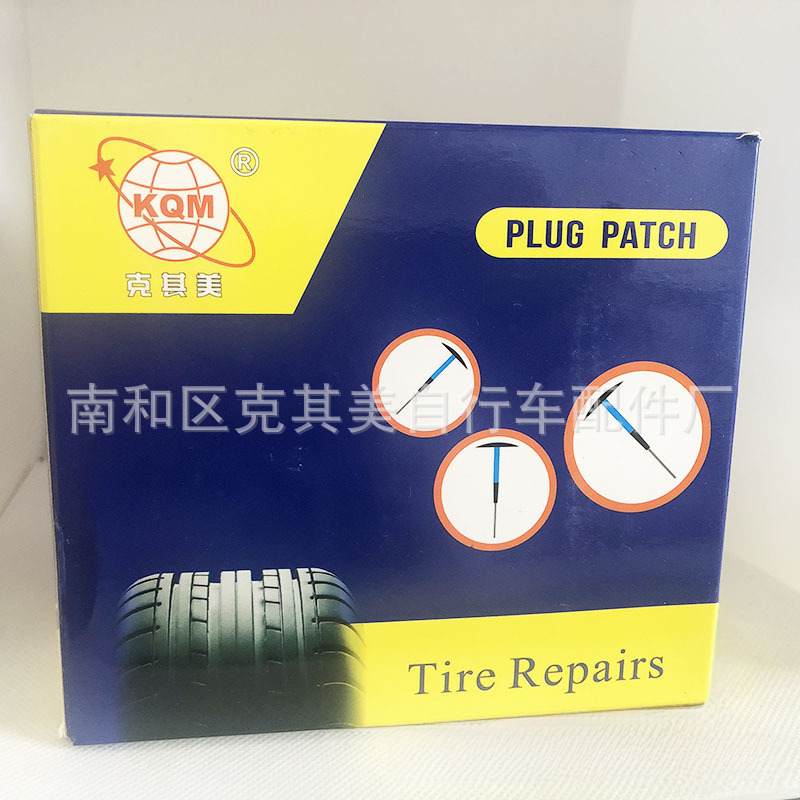 KQM
®
克其美
PLUG PATCH
南和区克其美自行车配件厂
Tire Repairs